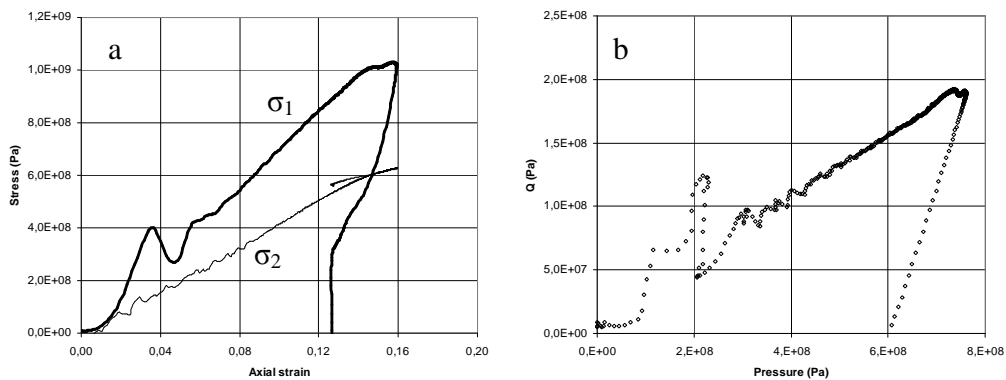 1,2E+09
1,0E+09
8,0E+08
6,0E+08
4,0E+08
2,0E+08
0,0E+00
Stress (Pa)
a
σ1
σ2
0,00 0,04 0,08 0,12 0,16 0,20
Axial strain
2,5E+08
2,0E+08
1,5E+08
1,0E+08
5,0E+07
0,0E+00
Q (Pa)
b
0,E+00 2,E+08 4,E+08 6,E+08 8,E+08
Pressure (Pa)